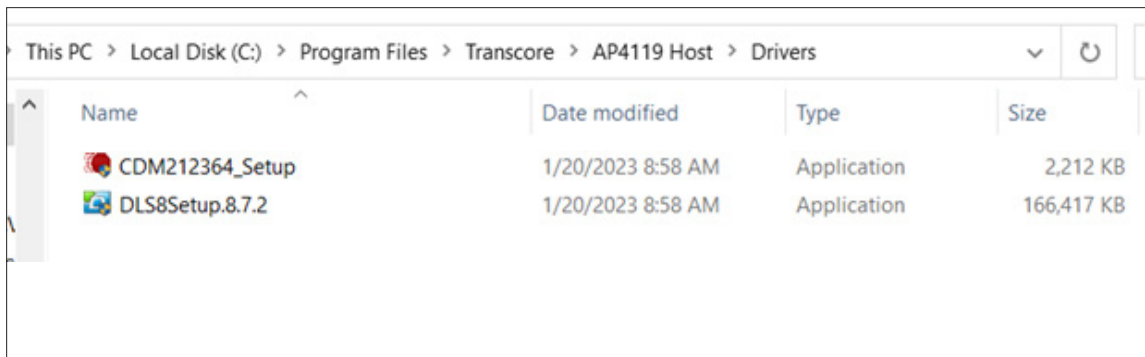 This PC > Local Disk (C:) > Program Files > Transcore > AP4119 Host > Drivers
Name Date modified Type Size
CDM212364_Setup 1/20/2023 8:58 AM Application 2,212 KB
DLS8Setup.8.7.2 1/20/2023 8:58 AM Application 166,417 KB
\